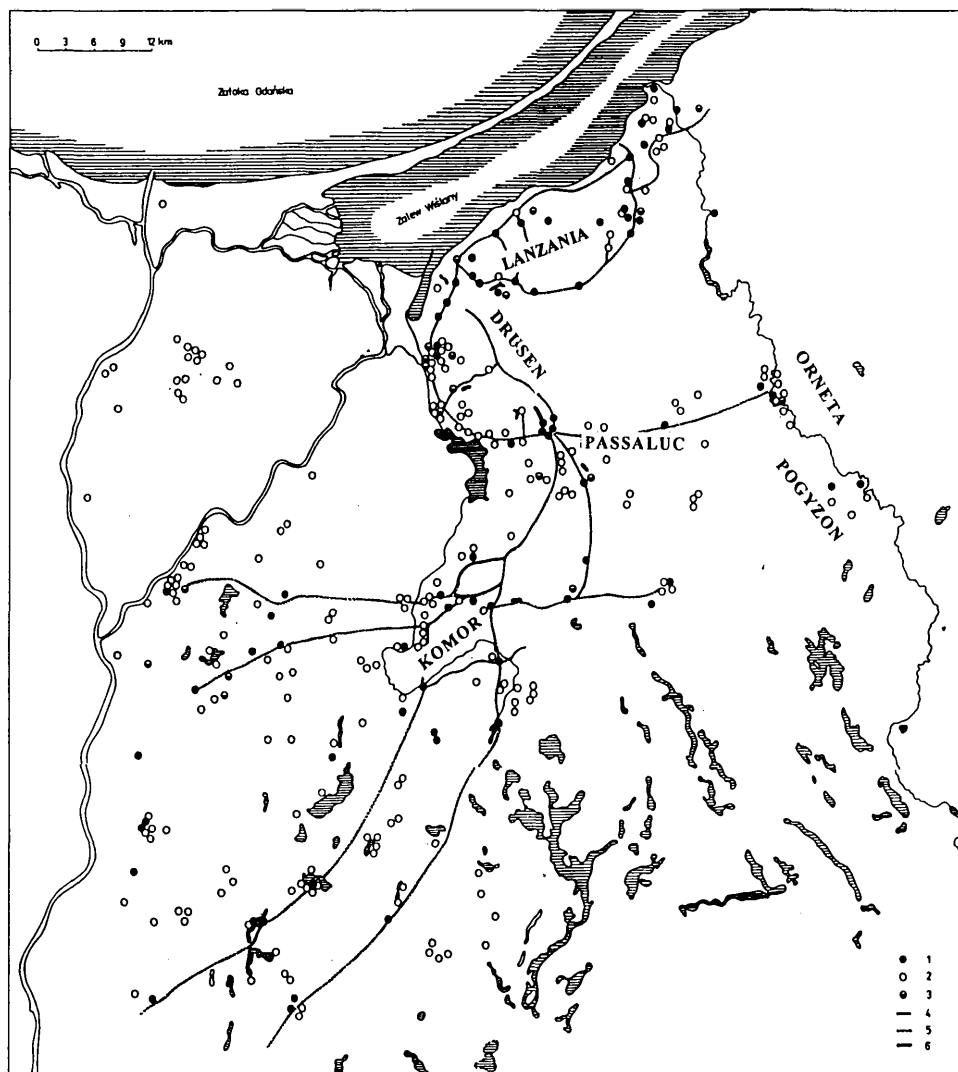 0 3 6 9 12 km
Zatoka Gdańska
Zalew Wiślany
LANZANIA
DRUSEN
ORNETA
PASSALUC
POGYZON
KOMOR
1
2
3
4
5
6